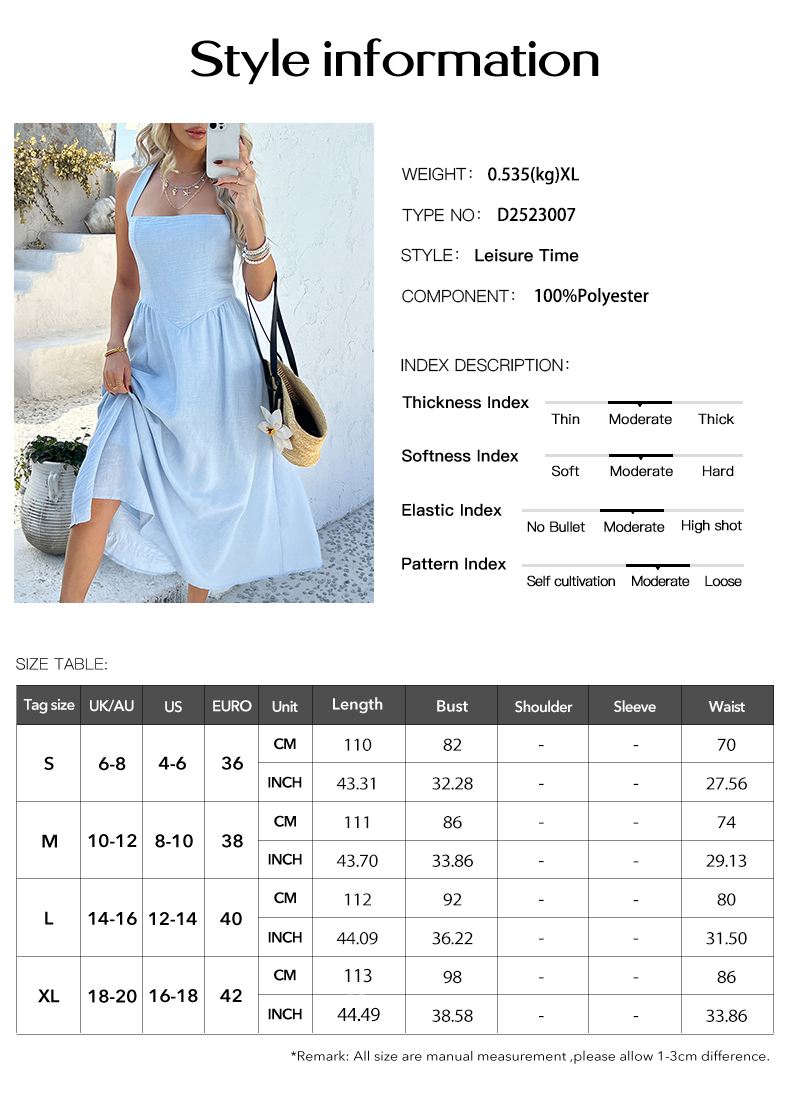 Style information
WEIGHT: 0.535(kg)XL
TYPE NO: D2523007
STYLE: Leisure Time
COMPONENT: 100%Polyester
INDEX DESCRIPTION:
Thickness Index
Thin Moderate Thick
Softness Index
Soft Moderate Hard
Elastic Index
No Bullet Moderate High shot
Pattern Index
Self cultivation Moderate Loose
SIZE TABLE:
Tag size UK/AU US EURO Unit Length Bust Shoulder Sleeve Waist
S 6-8 4-6 36 CM 110 82 - - 70
INCH 43.31 32.28 - - 27.56
M 10-12 8-10 38 CM 111 86 - - 74
INCH 43.70 33.86 - - 29.13
L 14-16 12-14 40 CM 112 92 - - 80
INCH 44.09 36.22 - - 31.50
XL 18-20 16-18 42 CM 113 98 - - 86
INCH 44.49 38.58 - - 33.86
*Remark: All size are manual measurement ,please allow 1-3cm difference.